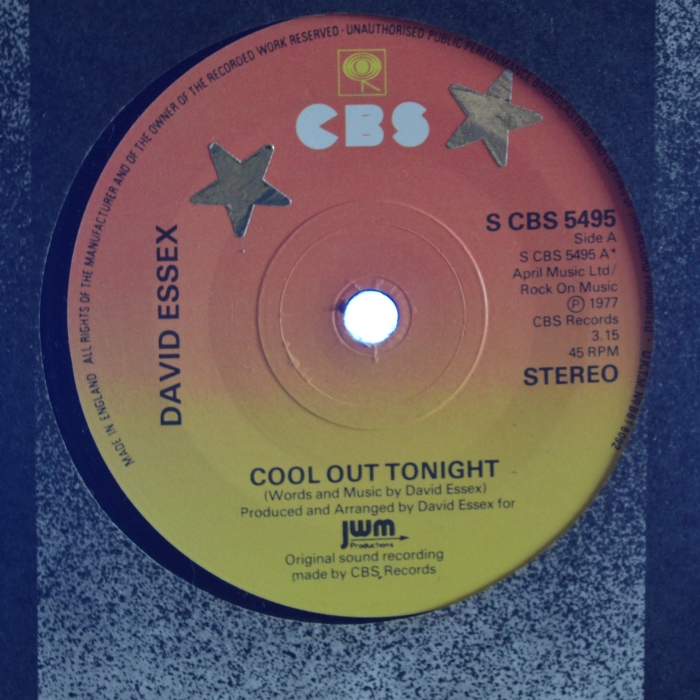 MADE IN ENGLAND ALL RIGHTS OF THE MANUFACTURER AND OF THE OWNER OF THE RECORDED WORK RESERVED · UNAUTHORISED PUBLIC PERFORMANCE BROADCASTING AND
CBS
S CBS 5495
Side A
S CBS 5495 A*
April Music Ltd/
Rock On Music
Ⓟ 1977
CBS Records
3.15
45 RPM
STEREO
DAVID ESSEX
COOL OUT TONIGHT
(Words and Music by David Essex)
Produced and Arranged by David Essex for
jwm
Productions
Original sound recording
made by CBS Records